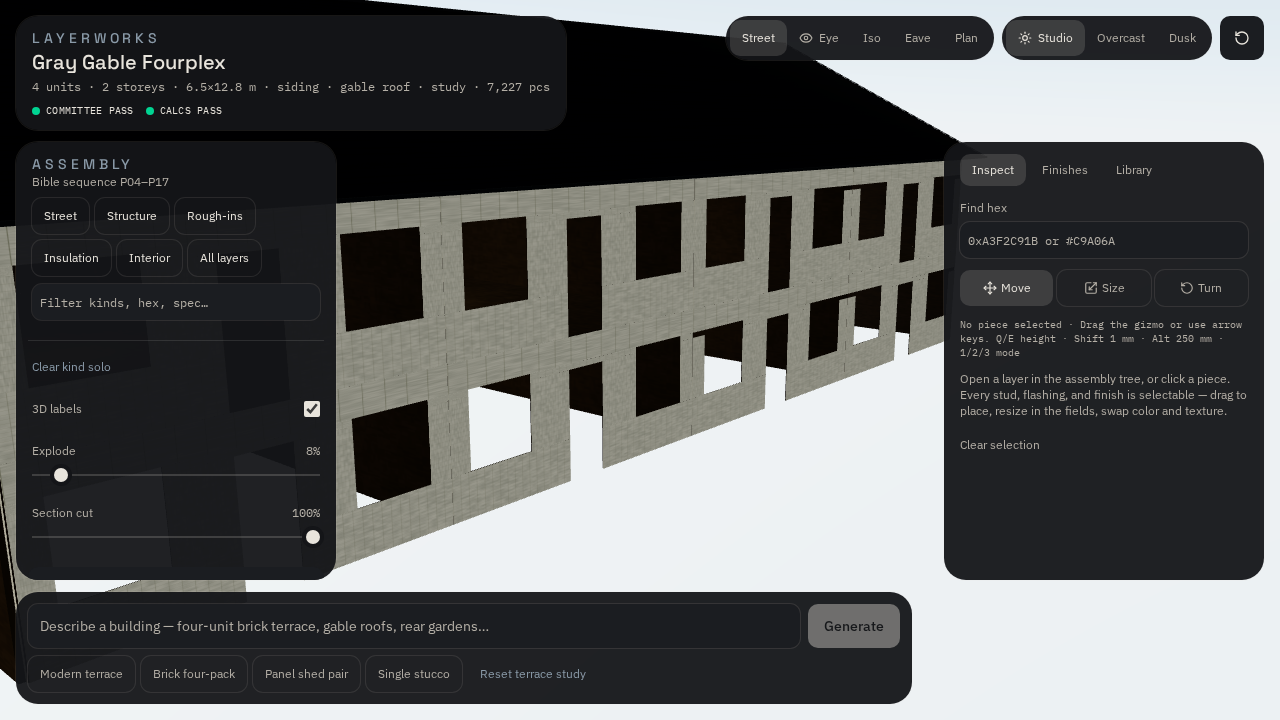 LAYERWORKS
Gray Gable Fourplex
4 units · 2 storeys · 6.5×12.8 m · siding · gable roof · study · 7,227 pcs
COMMITTEE PASS CALCS PASS
Street Eye Iso Eave Plan
Studio Overcast Dusk
ASSEMBLY
Bible sequence P04–P17
Street Structure Rough-ins
Insulation Interior All layers
Filter kinds, hex, spec…
Clear kind solo
3D labels
Explode 8%
Section cut 100%
Inspect Finishes Library
Find hex
0xA3F2C91B or #C9A06A
Move Size Turn
No piece selected · Drag the gizmo or use arrow
keys. Q/E height · Shift 1 mm · Alt 250 mm ·
1/2/3 mode
Open a layer in the assembly tree, or click a piece.
Every stud, flashing, and finish is selectable — drag to
place, resize in the fields, swap color and texture.
Clear selection
Describe a building — four-unit brick terrace, gable roofs, rear gardens…
Generate
Modern terrace Brick four-pack Panel shed pair Single stucco Reset terrace study